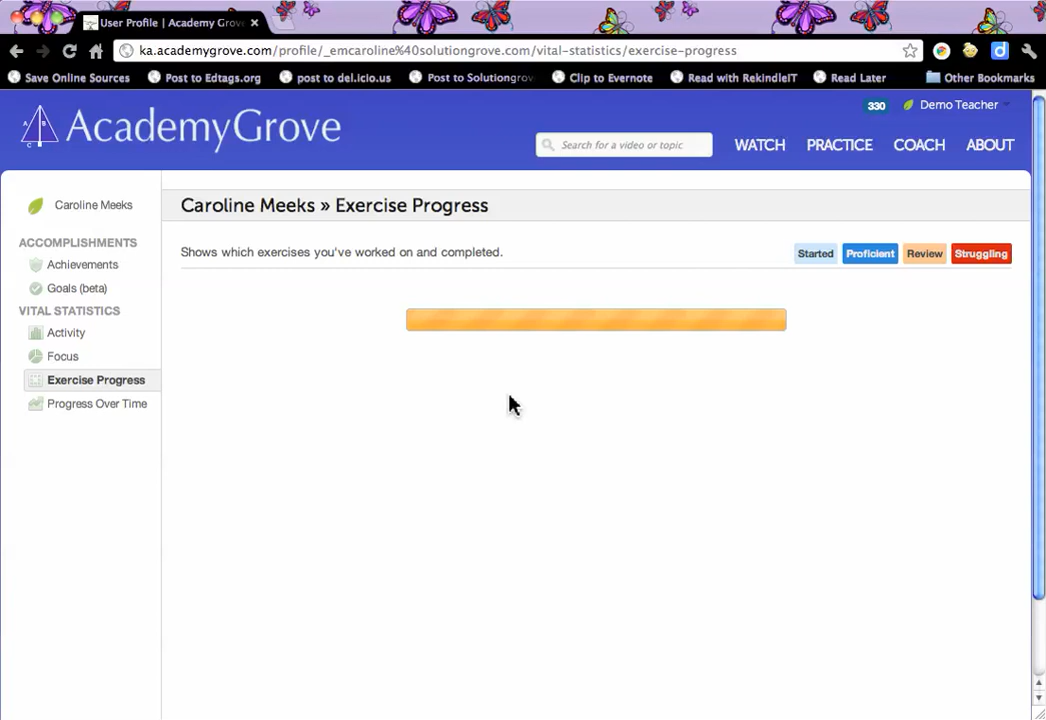 User Profile | Academy Grove
ka.academygrove.com/profile/_emcaroline%40solutiongrove.com/vital-statistics/exercise-progress
Save Online Sources Post to Edtags.org post to del.icio.us Post to Solutiongrov Clip to Evernote Read with RekindleIT Read Later Other Bookmarks
330 Demo Teacher
A B C AcademyGrove
Search for a video or topic WATCH PRACTICE COACH ABOUT
Caroline Meeks
ACCOMPLISHMENTS
Achievements
Goals (beta)
VITAL STATISTICS
Activity
Focus
Exercise Progress
Progress Over Time
Caroline Meeks » Exercise Progress
Shows which exercises you've worked on and completed. Started Proficient Review Struggling